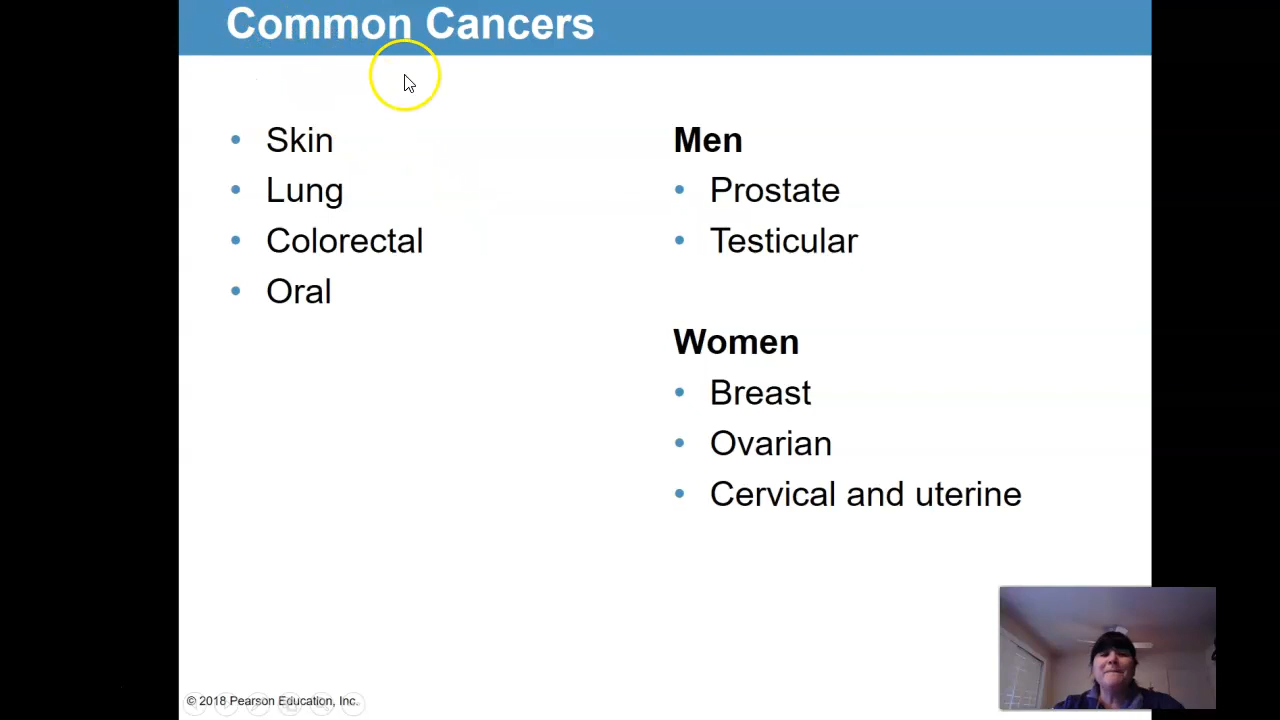 Common Cancers
• Skin
• Lung
• Colorectal
• Oral
Men
• Prostate
• Testicular
Women
• Breast
• Ovarian
• Cervical and uterine
© 2018 Pearson Education, Inc.